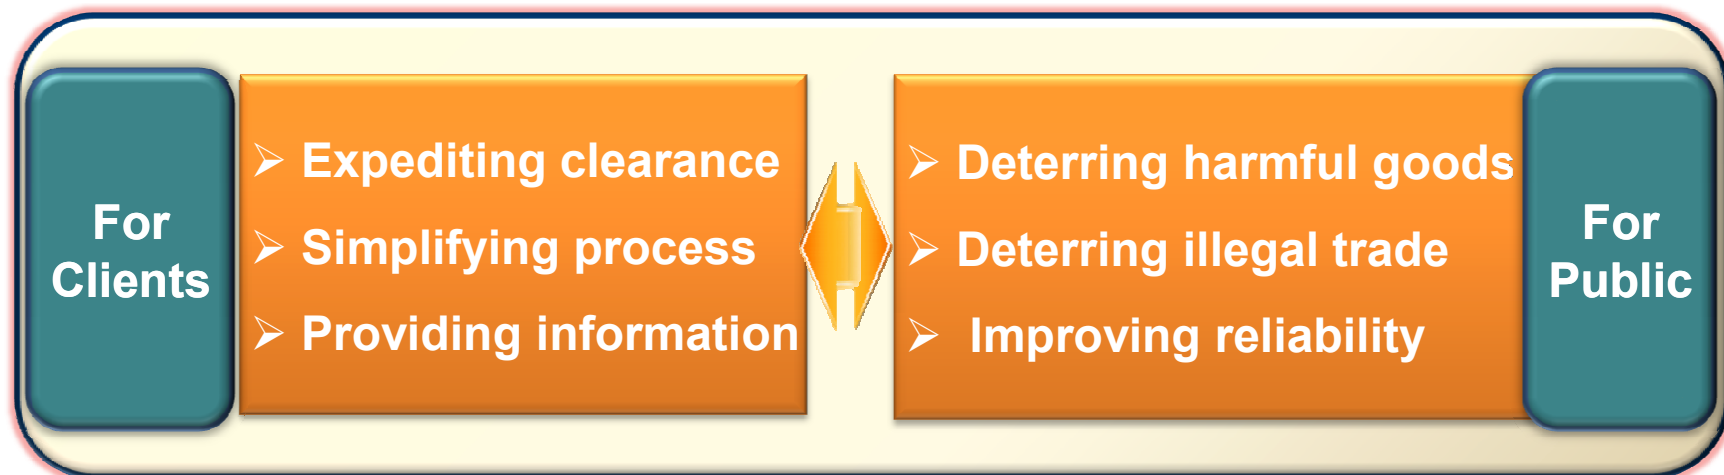 For
Clients
➢ Expediting clearance
➢ Simplifying process
➢ Providing information
➢ Deterring harmful goods
➢ Deterring illegal trade
➢ Improving reliability
For
Public